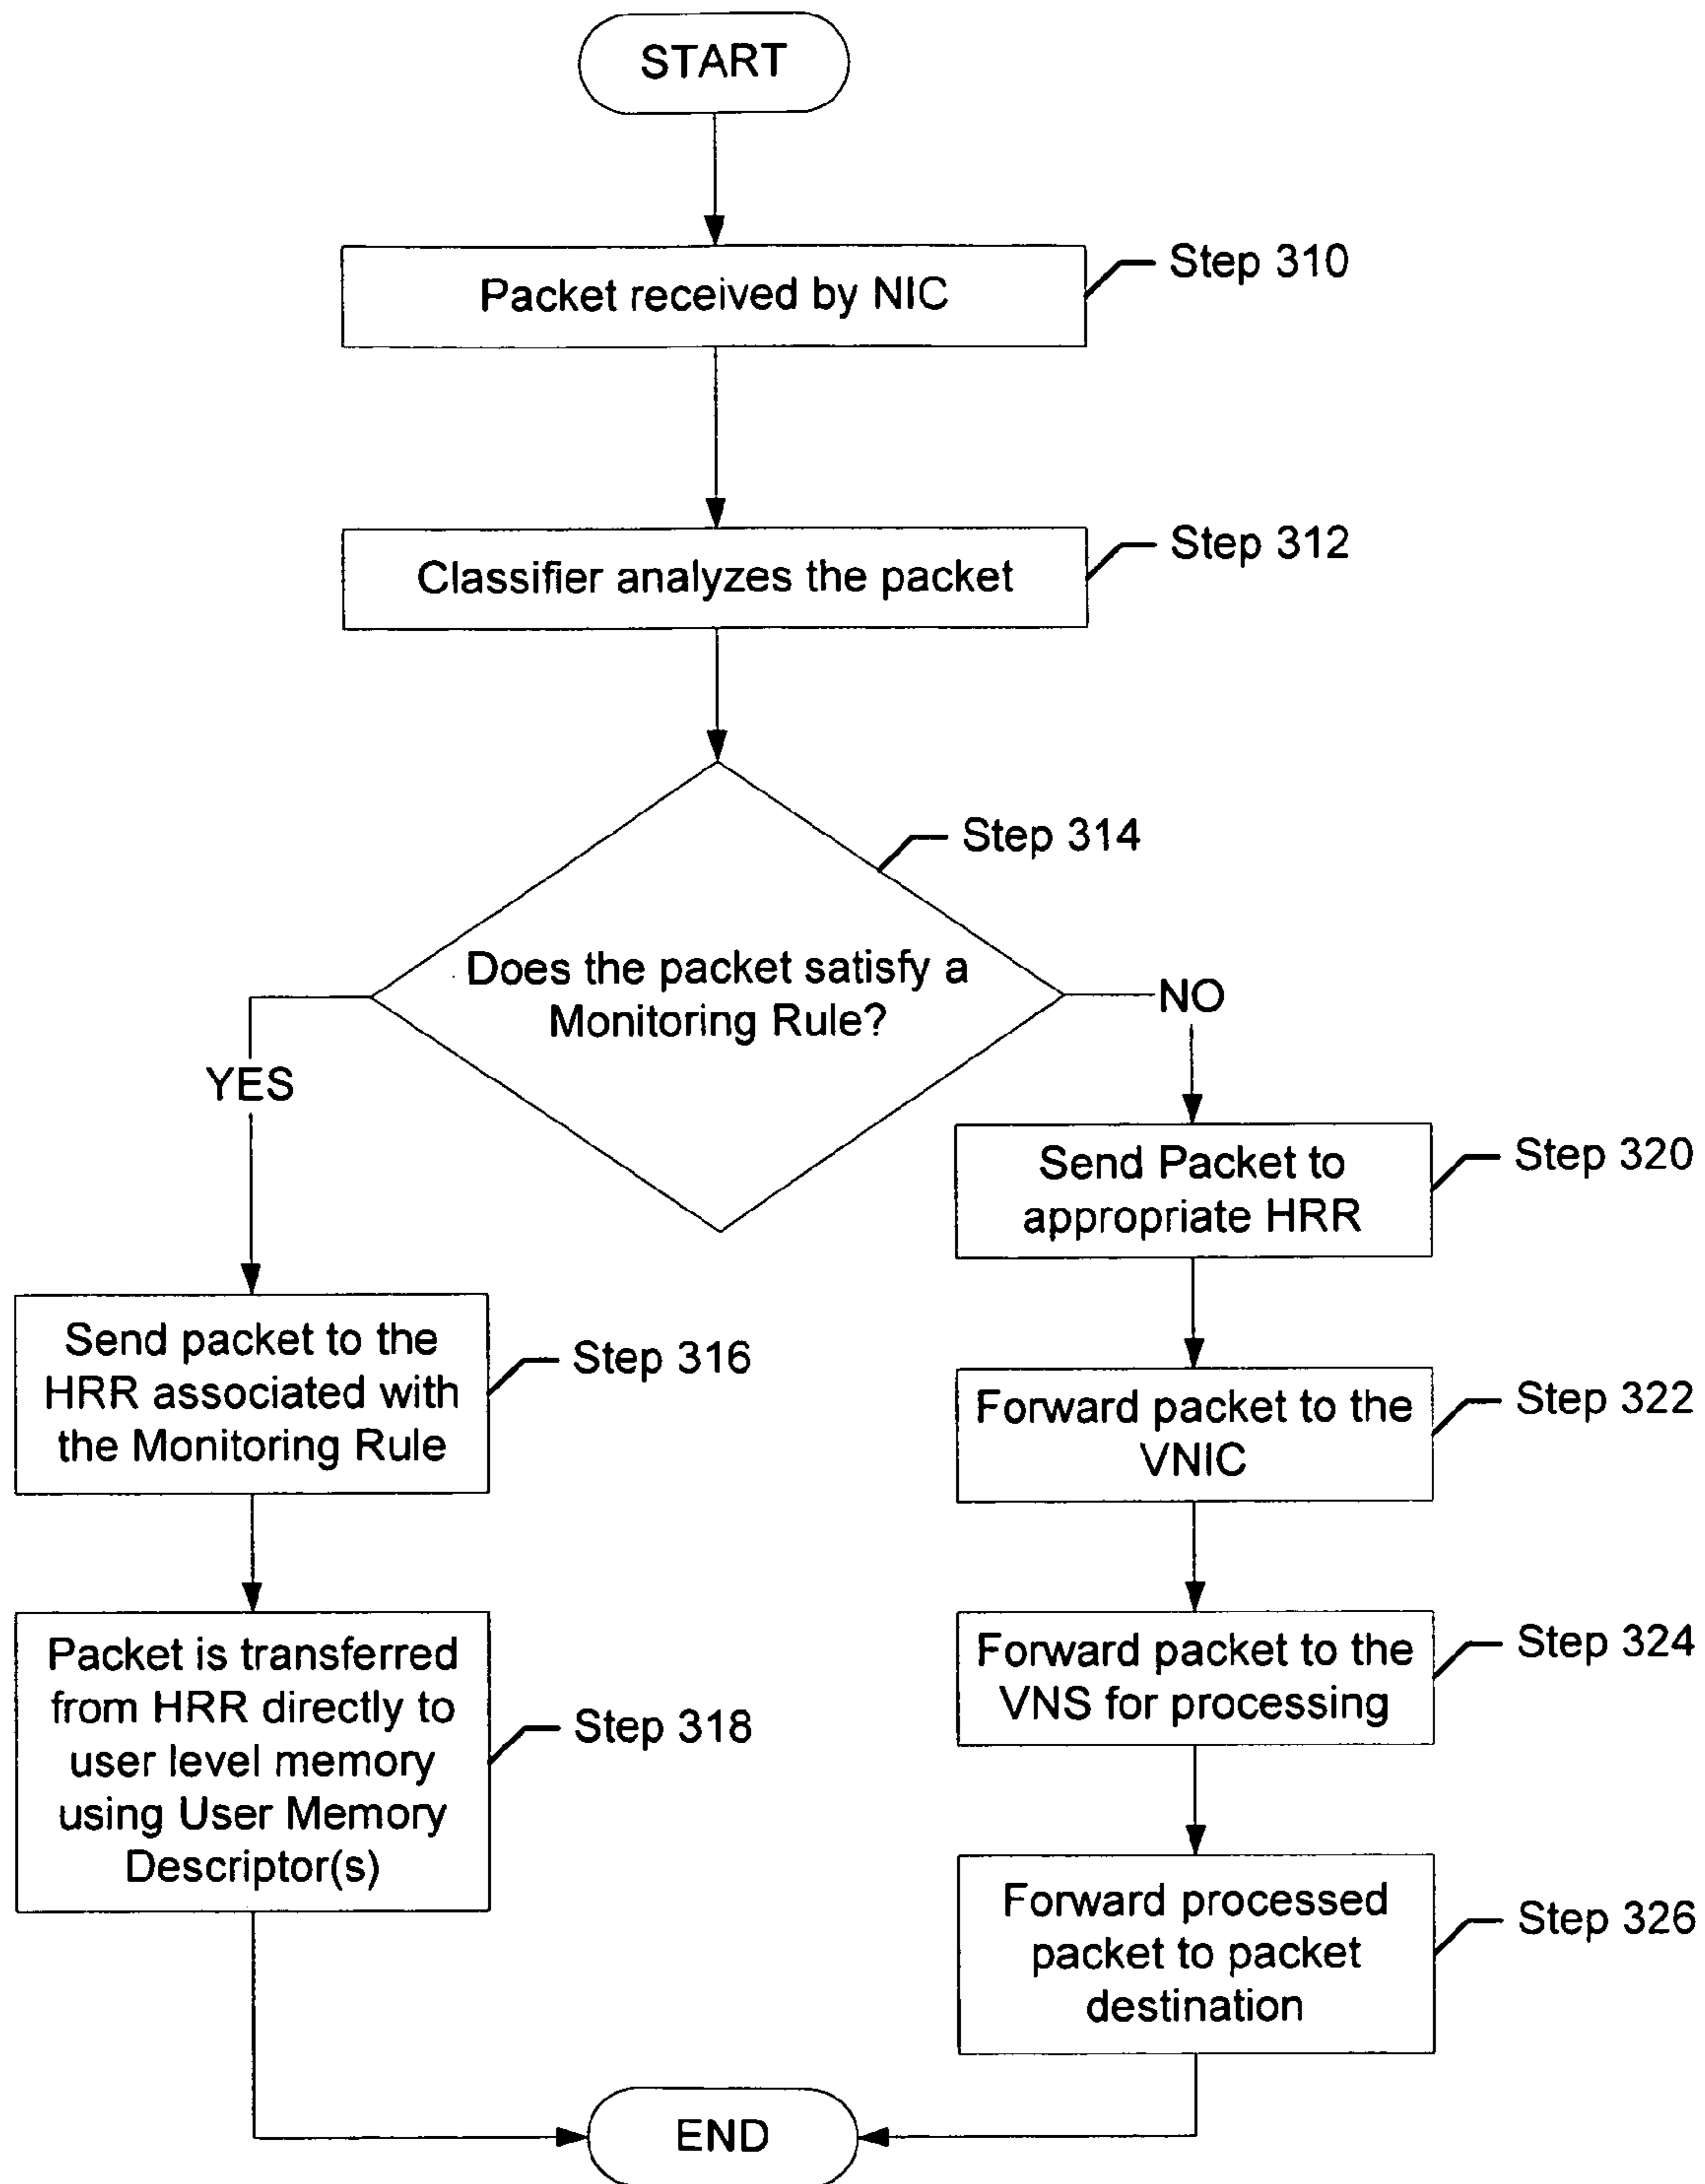 START
Packet received by NIC
Step 310
Classifier analyzes the packet
Step 312
Step 314
Does the packet satisfy a
Monitoring Rule?
YES
NO
Send packet to the
HRR associated with
the Monitoring Rule
Step 316
Packet is transferred
from HRR directly to
user level memory
using User Memory
Descriptor(s)
Step 318
Send Packet to
appropriate HRR
Step 320
Forward packet to the
VNIC
Step 322
Forward packet to the
VNS for processing
Step 324
Forward processed
packet to packet
destination
Step 326
END